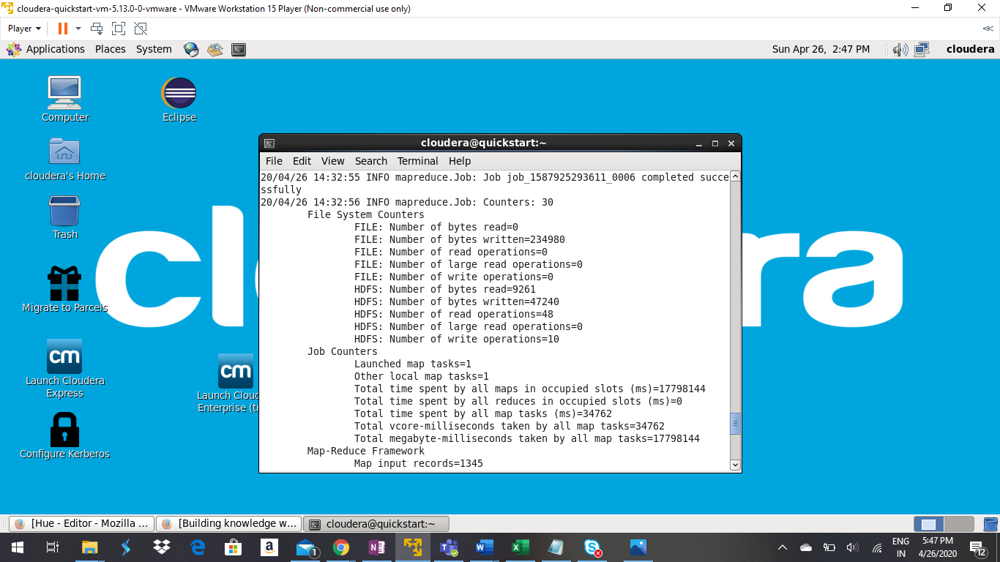 cloudera-quickstart-vm-5.13.0-0-vmware - VMware Workstation 15 Player (Non-commercial use only)
Player
Applications Places System
Sun Apr 26, 2:47 PM
cloudera
Computer
Eclipse
cloudera's Home
Trash
Migrate to Parcels
cm
Launch Cloudera
Express
cm
Launch Cloud
Enterprise (tr
Configure Kerberos
cl
ra
cloudera@quickstart:~
File Edit View Search Terminal Help
20/04/26 14:32:55 INFO mapreduce.Job: Job job_1587925293611_0006 completed succe
ssfully
20/04/26 14:32:56 INFO mapreduce.Job: Counters: 30
File System Counters
FILE: Number of bytes read=0
FILE: Number of bytes written=234980
FILE: Number of read operations=0
FILE: Number of large read operations=0
FILE: Number of write operations=0
HDFS: Number of bytes read=9261
HDFS: Number of bytes written=47240
HDFS: Number of read operations=48
HDFS: Number of large read operations=0
HDFS: Number of write operations=10
Job Counters
Launched map tasks=1
Other local map tasks=1
Total time spent by all maps in occupied slots (ms)=17798144
Total time spent by all reduces in occupied slots (ms)=0
Total time spent by all map tasks (ms)=34762
Total vcore-milliseconds taken by all map tasks=34762
Total megabyte-milliseconds taken by all map tasks=17798144
Map-Reduce Framework
Map input records=1345
[Hue - Editor - Mozilla ...
[Building knowledge w...
cloudera@quickstart:~
ENG
IN
5:47 PM
4/26/2020
12
1